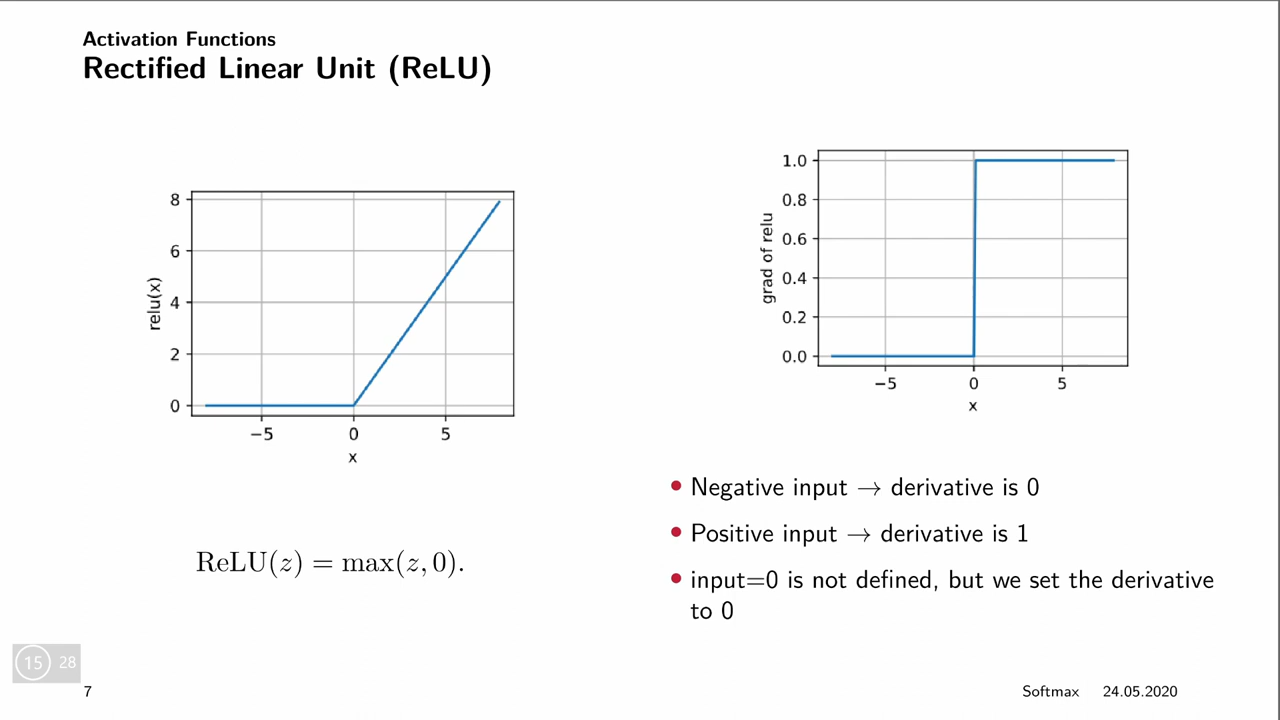 Activation Functions
Rectified Linear Unit (ReLU)
8
6
4
2
0
relu(x)
−5 0 5
x
ReLU(z) = max(z, 0).
1.0
0.8
0.6
0.4
0.2
0.0
grad of relu
−5 0 5
x
• Negative input → derivative is 0
• Positive input → derivative is 1
• input=0 is not defined, but we set the derivative
to 0
15 28
7
Softmax 24.05.2020